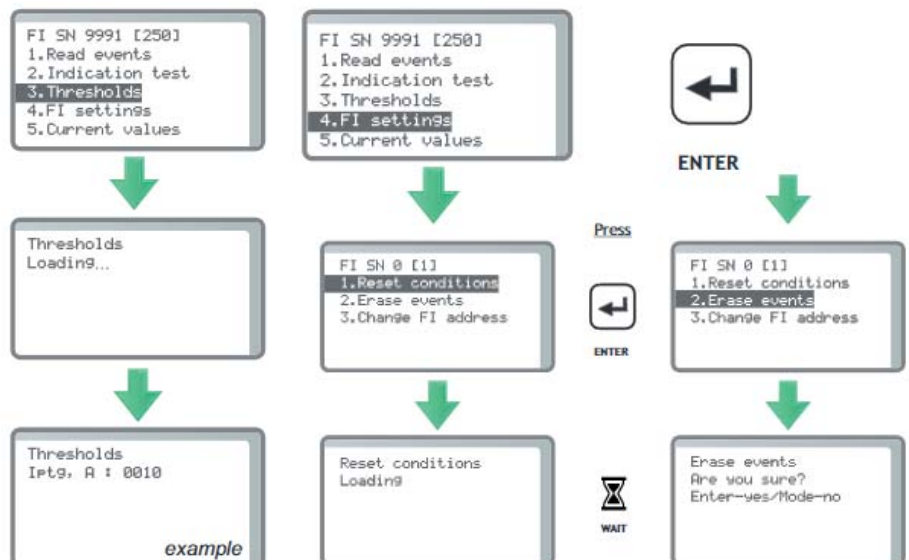 FI SN 9991 [250]
1.Read events
2.Indication test
3.Thresholds
4.FI settings
5.Current values
Thresholds
Loading...
Thresholds
Iptg, A : 0010
example
FI SN 9991 [250]
1.Read events
2.Indication test
3.Thresholds
4.FI settings
5.Current values
FI SN 0 [1]
1.Reset conditions
2.Erase events
3.Change FI address
Reset conditions
Loading
Press
ENTER
WAIT
ENTER
FI SN 0 [1]
1.Reset conditions
2.Erase events
3.Change FI address
Erase events
Are you sure?
Enter-yes/Mode-no